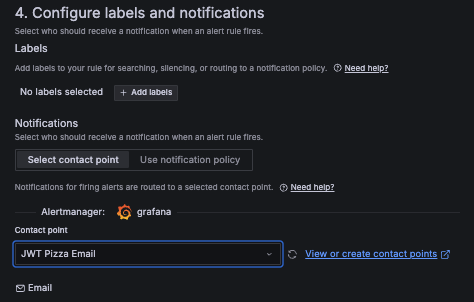 4. Configure labels and notifications
Select who should receive a notification when an alert rule fires.
Labels
Add labels to your rule for searching, silencing, or routing to a notification policy. Need help?
No labels selected + Add labels
Notifications
Select who should receive a notification when an alert rule fires.
Select contact point Use notification policy
Notifications for firing alerts are routed to a selected contact point. Need help?
Alertmanager: grafana
Contact point
JWT Pizza Email View or create contact points
Email